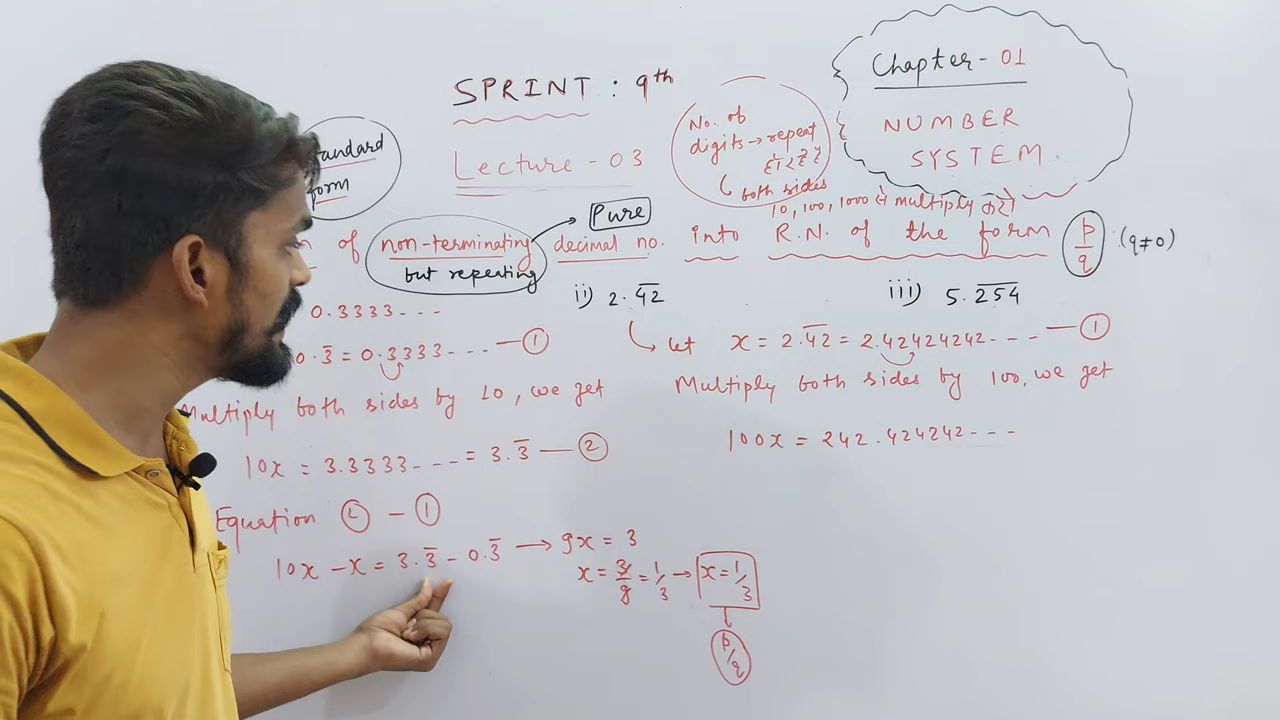 SPRINT : 9th
Chapter - 01
NUMBER
SYSTEM
Lecture - 03
No. of
digits → repeat
both sides
10, 100, 1000 से multiply करो
standard
form
Pure
of non-terminating decimal no. into R.N. of the form p/q (q≠0)
but repeating
0.3333---
0.3̅ = 0.3333--- — ①
Multiply both sides by 10, we get
10x = 3.3333--- = 3.3̅ — ②
Equation ② - ①
10x - x = 3.3̅ - 0.3̅ → 9x = 3
x = 3/9 = 1/3 → x = 1/3
p/q
ii) 2.4̅2̅
Let x = 2.4̅2̅ = 2.42424242--- — ①
Multiply both sides by 100, we get
100x = 242.424242---
iii) 5.2̅5̅4̅